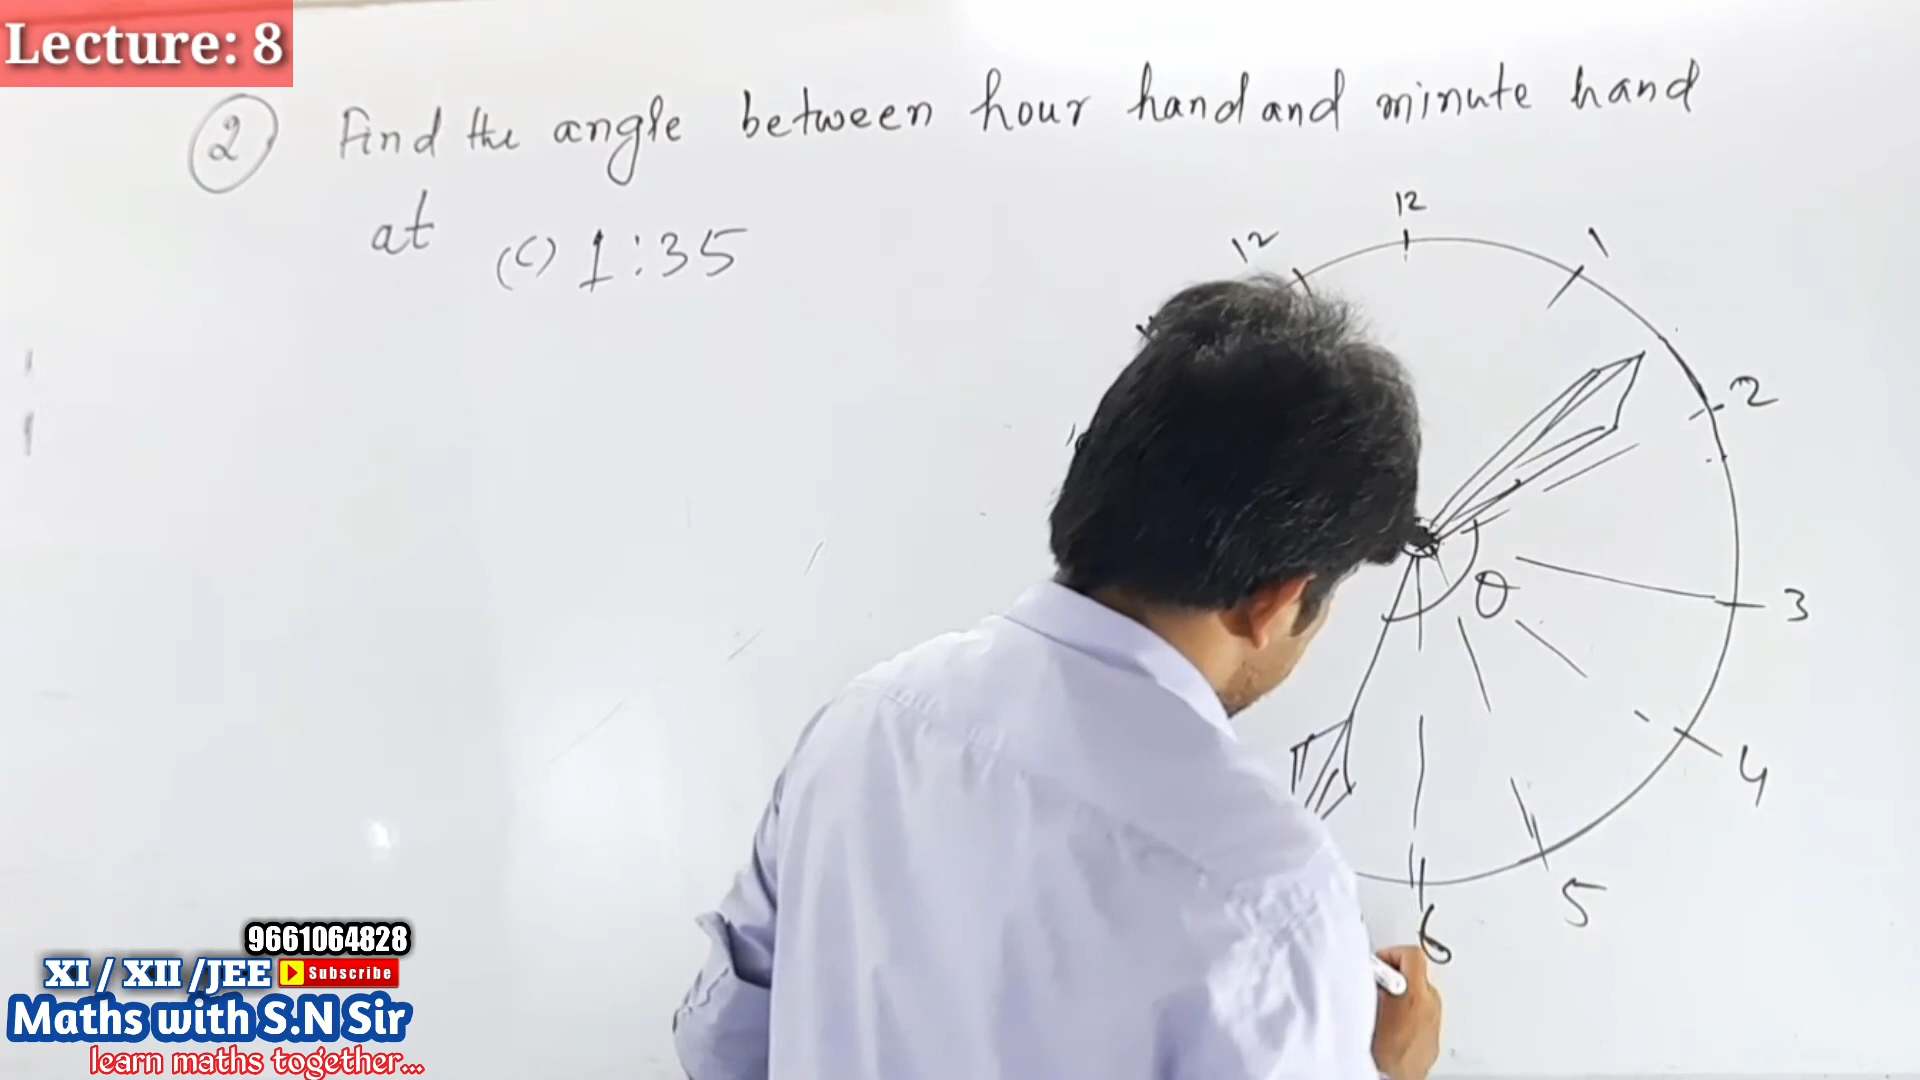 Lecture: 8
② Find the angle between hour hand and minute hand
at (c) 1:35
12
12
1
2
3
4
5
6
θ
9661064828
XI / XII /JEE Subscribe
Maths with S.N Sir
learn maths together...